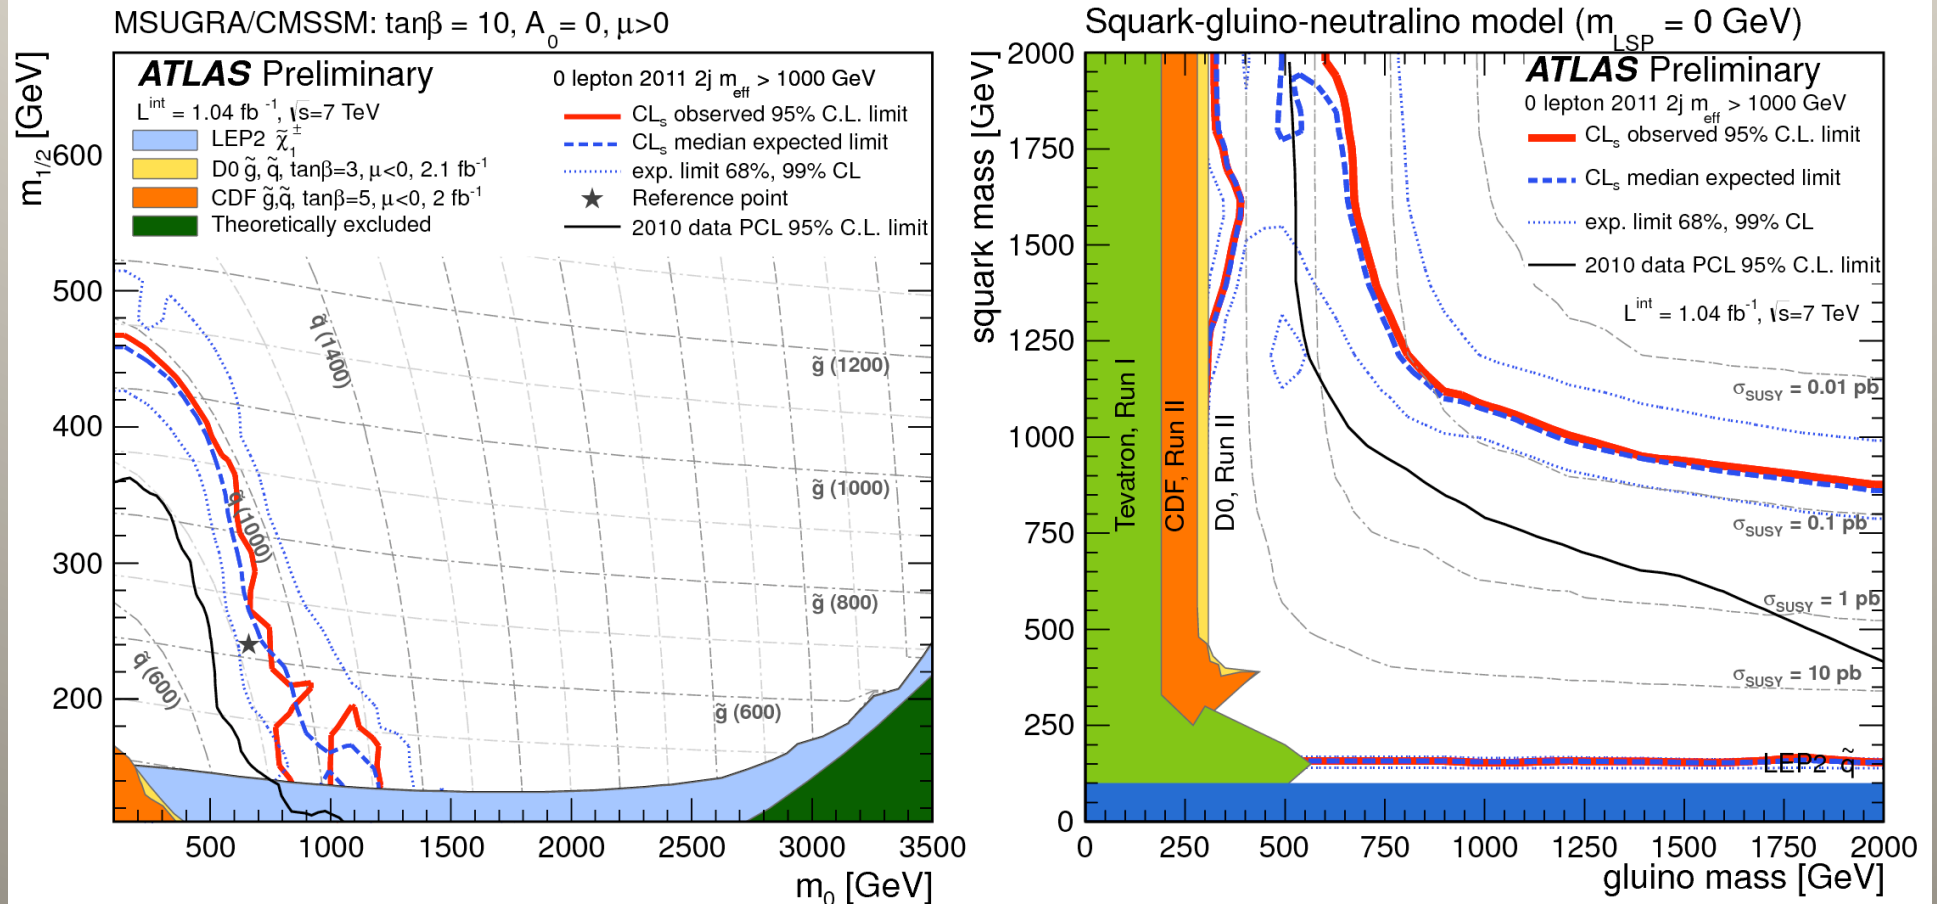 MSUGRA/CMSSM: tanβ = 10, A0= 0, μ>0
ATLAS Preliminary
L^int = 1.04 fb^-1, √s=7 TeV
LEP2 χ̃1^±
D0 g̃, q̃, tanβ=3, μ<0, 2.1 fb^-1
CDF g̃,q̃, tanβ=5, μ<0, 2 fb^-1
Theoretically excluded
0 lepton 2011 2j meff > 1000 GeV
CLs observed 95% C.L. limit
CLs median expected limit
exp. limit 68%, 99% CL
Reference point
2010 data PCL 95% C.L. limit
m1/2 [GeV]
600
500
400
300
200
q̃ (1400)
q̃ (1000)
q̃ (600)
g̃ (1200)
g̃ (1000)
g̃ (800)
g̃ (600)
500 1000 1500 2000 2500 3000 3500
m0 [GeV]
Squark-gluino-neutralino model (mLSP = 0 GeV)
ATLAS Preliminary
0 lepton 2011 2j meff > 1000 GeV
CLs observed 95% C.L. limit
CLs median expected limit
exp. limit 68%, 99% CL
2010 data PCL 95% C.L. limit
L^int = 1.04 fb^-1, √s=7 TeV
squark mass [GeV]
2000
1750
1500
1250
1000
750
500
250
0
Tevatron, Run I
CDF, Run II
D0, Run II
σSUSY = 0.01 pb
σSUSY = 0.1 pb
σSUSY = 1 pb
σSUSY = 10 pb
LEP2 q̃
0 250 500 750 1000 1250 1500 1750 2000
gluino mass [GeV]